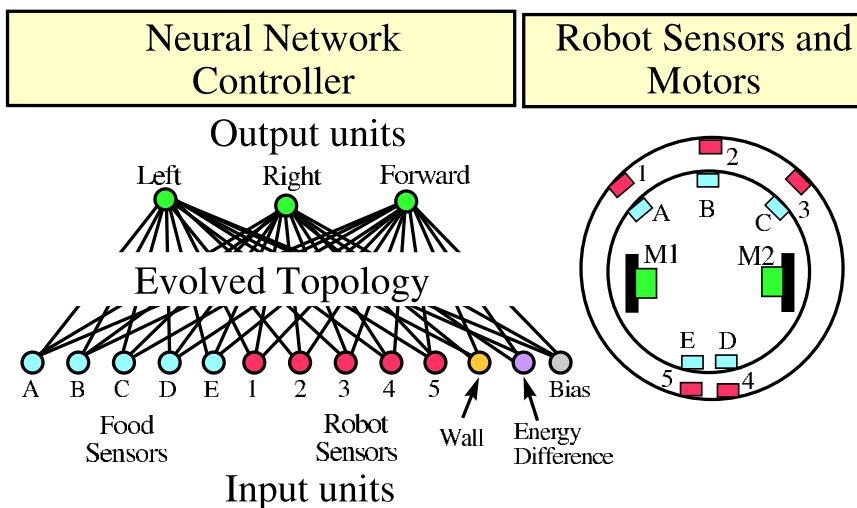 Neural Network
Controller
Robot Sensors and
Motors
Output units
Left Right Forward
Evolved Topology
A B C D E 1 2 3 4 5 Bias
Food
Sensors
Robot
Sensors
Wall
Energy
Difference
Input units
2
1 3
A B C
M1 M2
E D
5 4